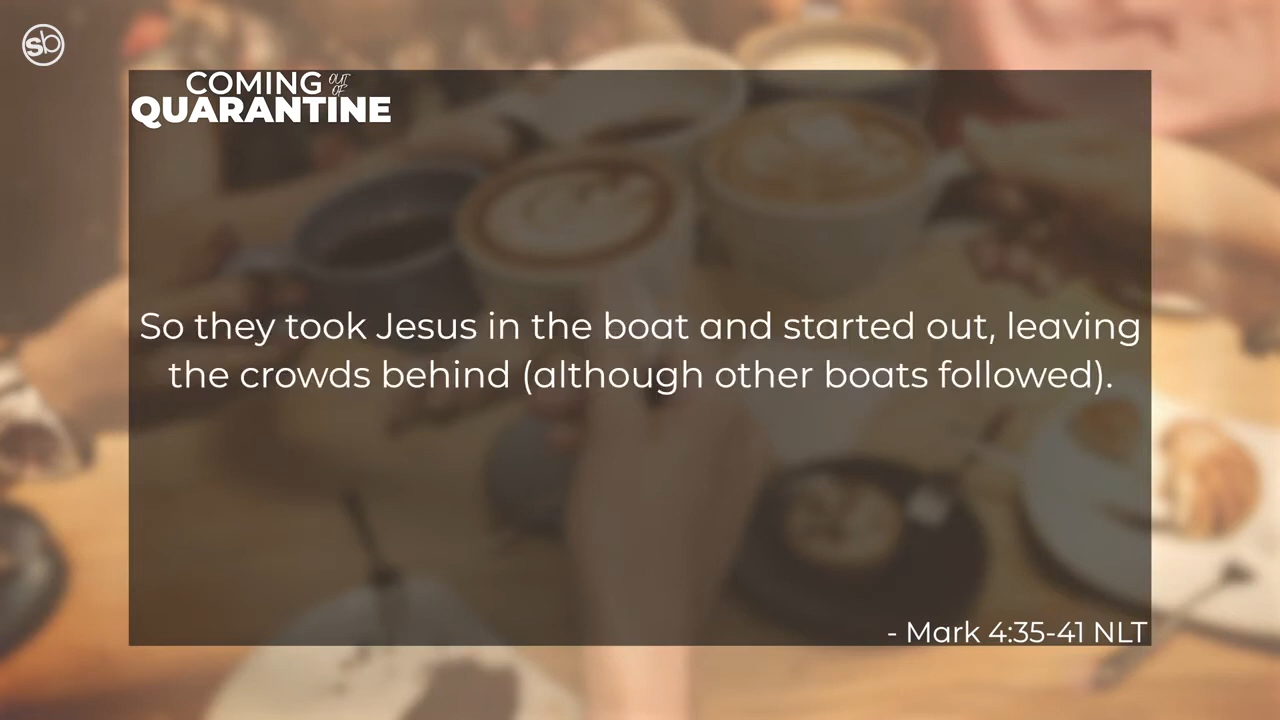 sb
COMING OUT OF
QUARANTINE
So they took Jesus in the boat and started out, leaving
the crowds behind (although other boats followed).
- Mark 4:35-41 NLT